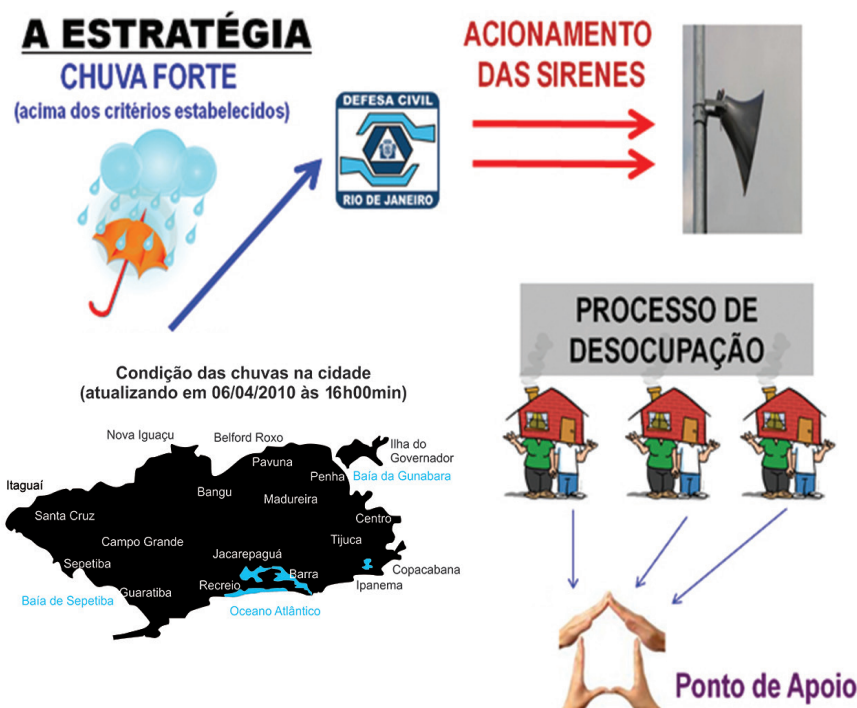 A ESTRATÉGIA
CHUVA FORTE
(acima dos critérios estabelecidos)
DEFESA CIVIL
RIO DE JANEIRO
ACIONAMENTO
DAS SIRENES
PROCESSO DE
DESOCUPAÇÃO
Condição das chuvas na cidade
(atualizando em 06/04/2010 às 16h00min)
Nova Iguaçu
Belford Roxo
Ilha do
Governador
Pavuna
Penha
Baía da Gunabara
Itaguaí
Bangu
Madureira
Santa Cruz
Centro
Campo Grande
Tijuca
Jacarepaguá
Sepetiba
Barra
Copacabana
Recreio
Ipanema
Guaratiba
Baía de Sepetiba
Oceano Atlântico
Ponto de Apoio